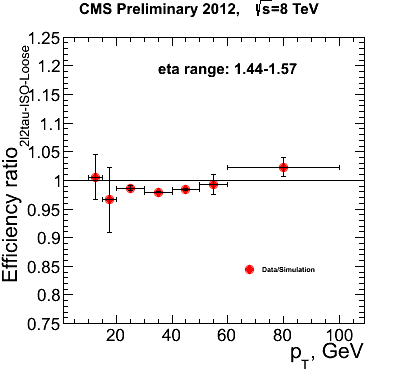 CMS Preliminary 2012, √s=8 TeV
eta range: 1.44-1.57
Efficiency ratio 2l2tau-ISO-Loose
1.25
1.2
1.15
1.1
1.05
1
0.95
0.9
0.85
0.8
0.75
Data/Simulation
20 40 60 80 100
p_T, GeV